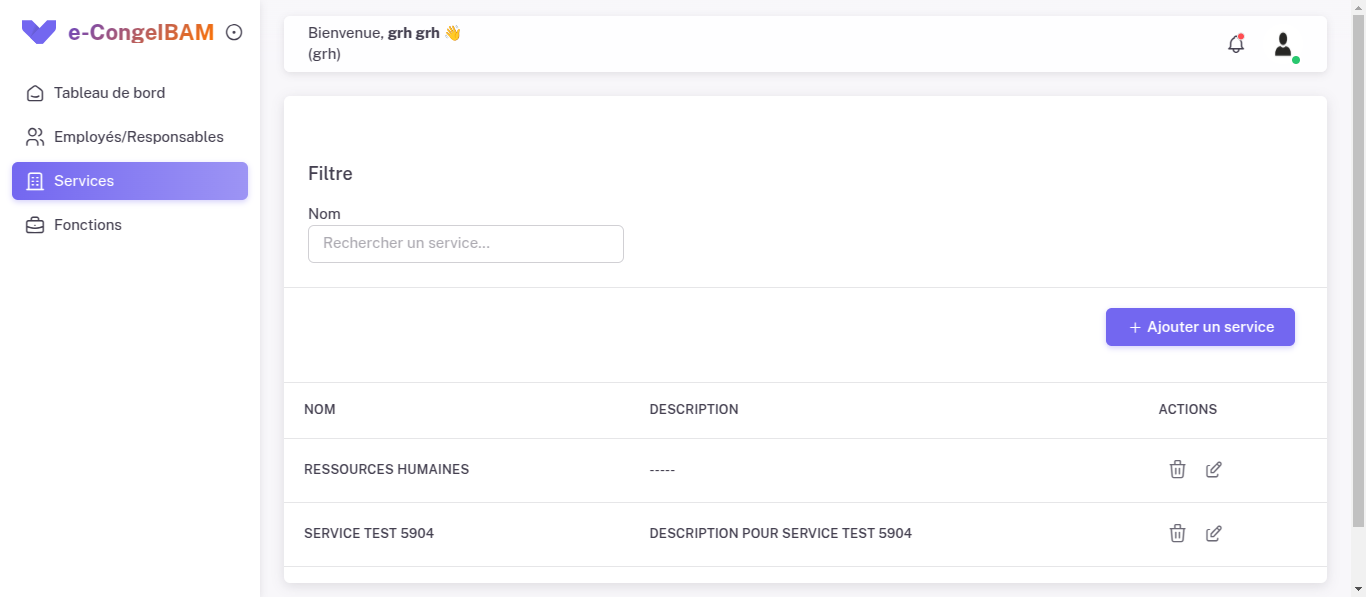 e-CongelBAM
Tableau de bord
Employés/Responsables
Services
Fonctions
Bienvenue, grh grh 👋
(grh)
Filtre
Nom
Rechercher un service...
+ Ajouter un service
NOM DESCRIPTION ACTIONS
RESSOURCES HUMAINES -----
SERVICE TEST 5904 DESCRIPTION POUR SERVICE TEST 5904